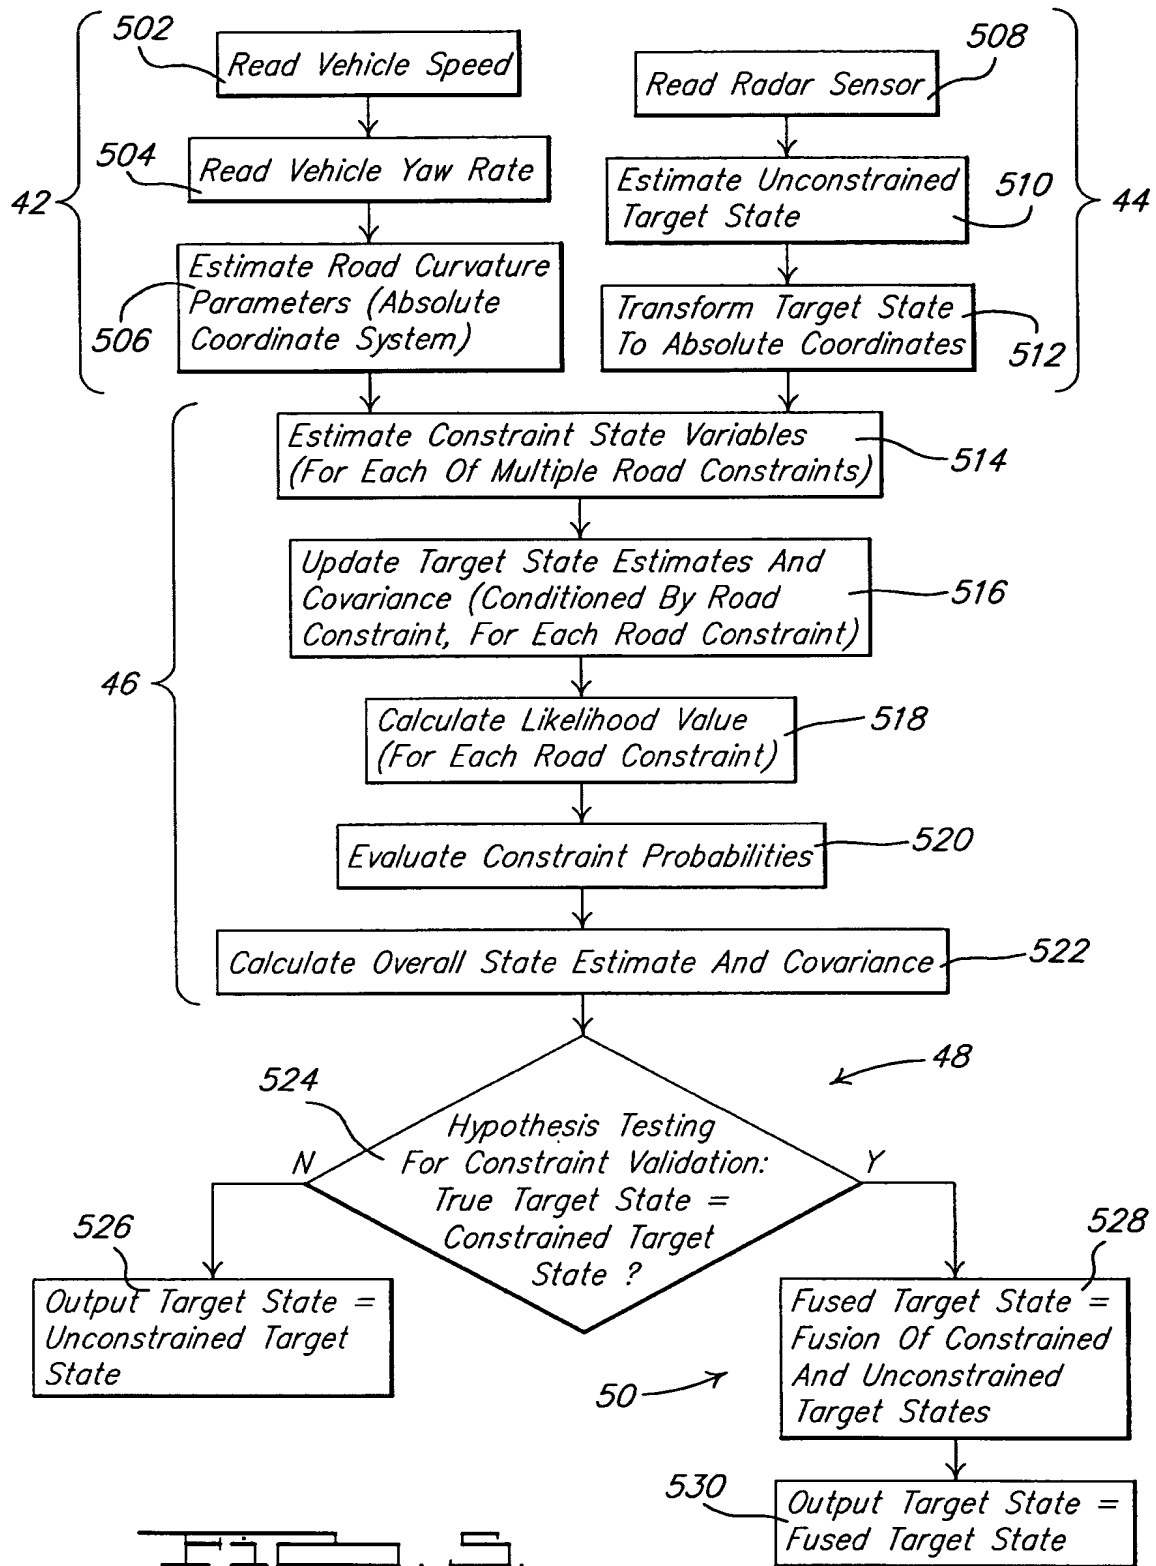 502
Read Vehicle Speed
504
Read Vehicle Yaw Rate
42
Estimate Road Curvature
Parameters (Absolute
Coordinate System)
506
508
Read Radar Sensor
Estimate Unconstrained
Target State
510
44
Transform Target State
To Absolute Coordinates
512
Estimate Constraint State Variables
(For Each Of Multiple Road Constraints)
514
Update Target State Estimates And
Covariance (Conditioned By Road
Constraint, For Each Road Constraint)
516
46
Calculate Likelihood Value
(For Each Road Constraint)
518
Evaluate Constraint Probabilities
520
Calculate Overall State Estimate And Covariance
522
48
524
Hypothesis Testing
For Constraint Validation:
True Target State =
Constrained Target
State ?
N
Y
526
Output Target State =
Unconstrained Target
State
528
Fused Target State =
Fusion Of Constrained
And Unconstrained
Target States
50
530
Output Target State =
Fused Target State